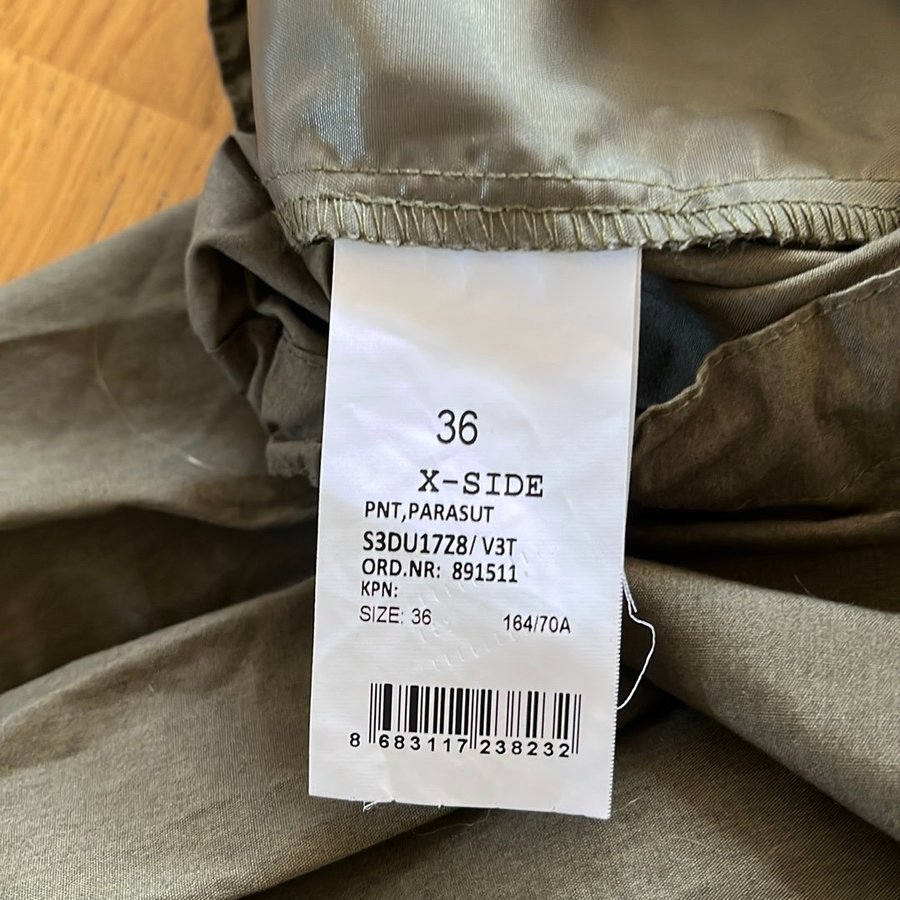 36
X-SIDE
PNT,PARASUT
S3DU17Z8/ V3T
ORD.NR: 891511
KPN:
SIZE: 36 164/70A
8 683117 238232